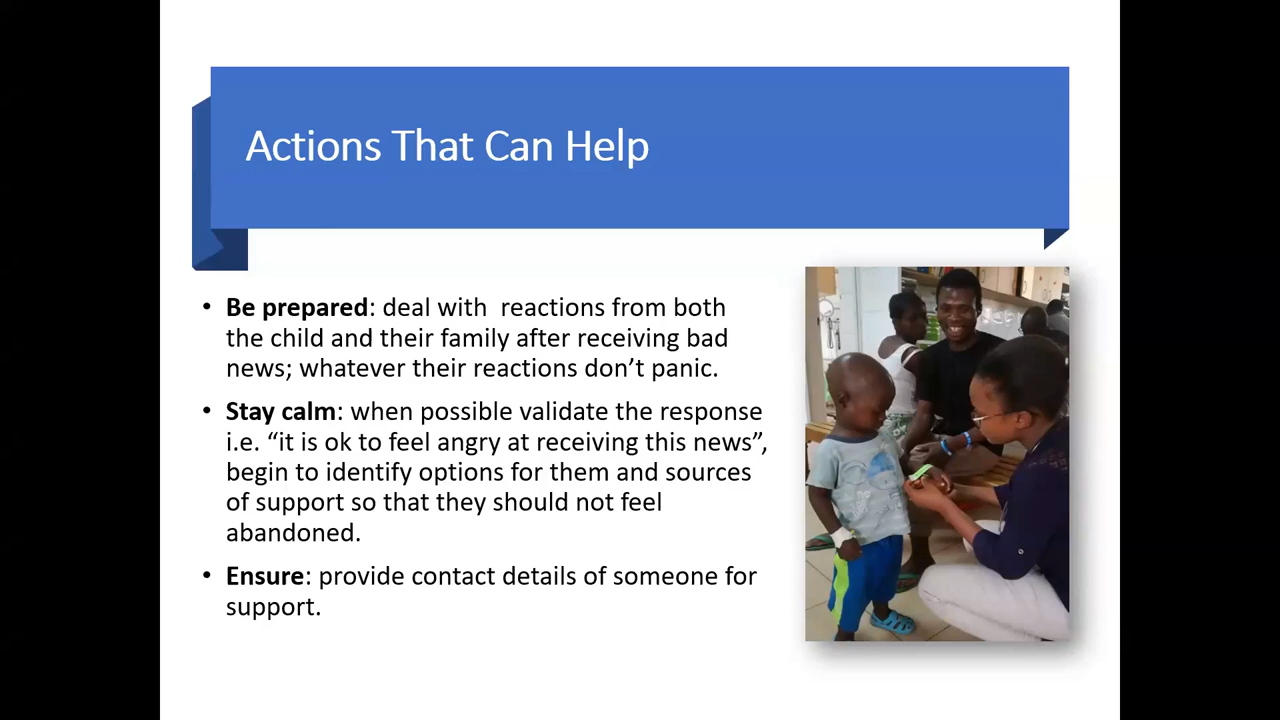 Actions That Can Help
• Be prepared: deal with  reactions from both
the child and their family after receiving bad
news; whatever their reactions don’t panic.
• Stay calm: when possible validate the response
i.e. “it is ok to feel angry at receiving this news”,
begin to identify options for them and sources
of support so that they should not feel
abandoned.
• Ensure: provide contact details of someone for
support.